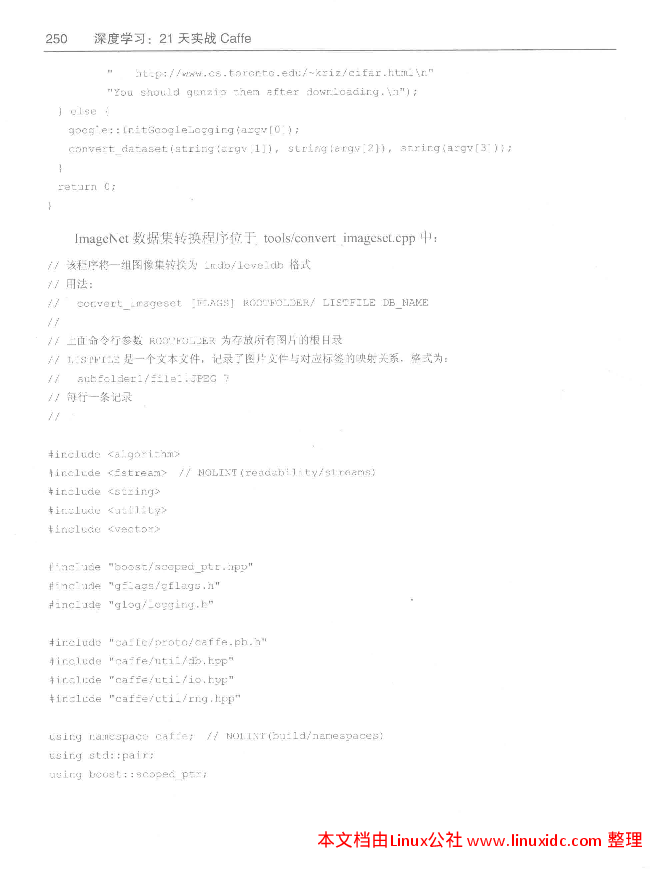 250 深度学习：21 天实战 Caffe
" http://www.cs.toronto.edu/~kriz/cifar.html\n"
"You should gunzip them after downloading.\n");
} else {
google::InitGoogleLogging(argv[0]);
convert_dataset(string(argv[1]), string(argv[2]), string(argv[3]));
}
return 0;
}
ImageNet 数据集转换程序位于 tools/convert_imageset.cpp 中：
// 该程序将一组图像集转换为 lmdb/leveldb 格式
// 用法：
// convert_imageset [FLAGS] ROOTFOLDER/ LISTFILE DB_NAME
//
// 上面命令行参数 ROOTFOLDER 为存放所有图片的根目录
// LISTFILE 是一个文本文件，记录了图片文件与对应标签的映射关系，格式为：
// subfolder1/file1.JPEG 7
// 每行一条记录
//
#include <algorithm>
#include <fstream> // NOLINT(readability/streams)
#include <string>
#include <utility>
#include <vector>
#include "boost/scoped_ptr.hpp"
#include "gflags/gflags.h"
#include "glog/logging.h"
#include "caffe/proto/caffe.pb.h"
#include "caffe/util/db.hpp"
#include "caffe/util/io.hpp"
#include "caffe/util/rng.hpp"
using namespace caffe; // NOLINT(build/namespaces)
using std::pair;
using boost::scoped_ptr;
本文档由Linux公社 www.linuxidc.com 整理